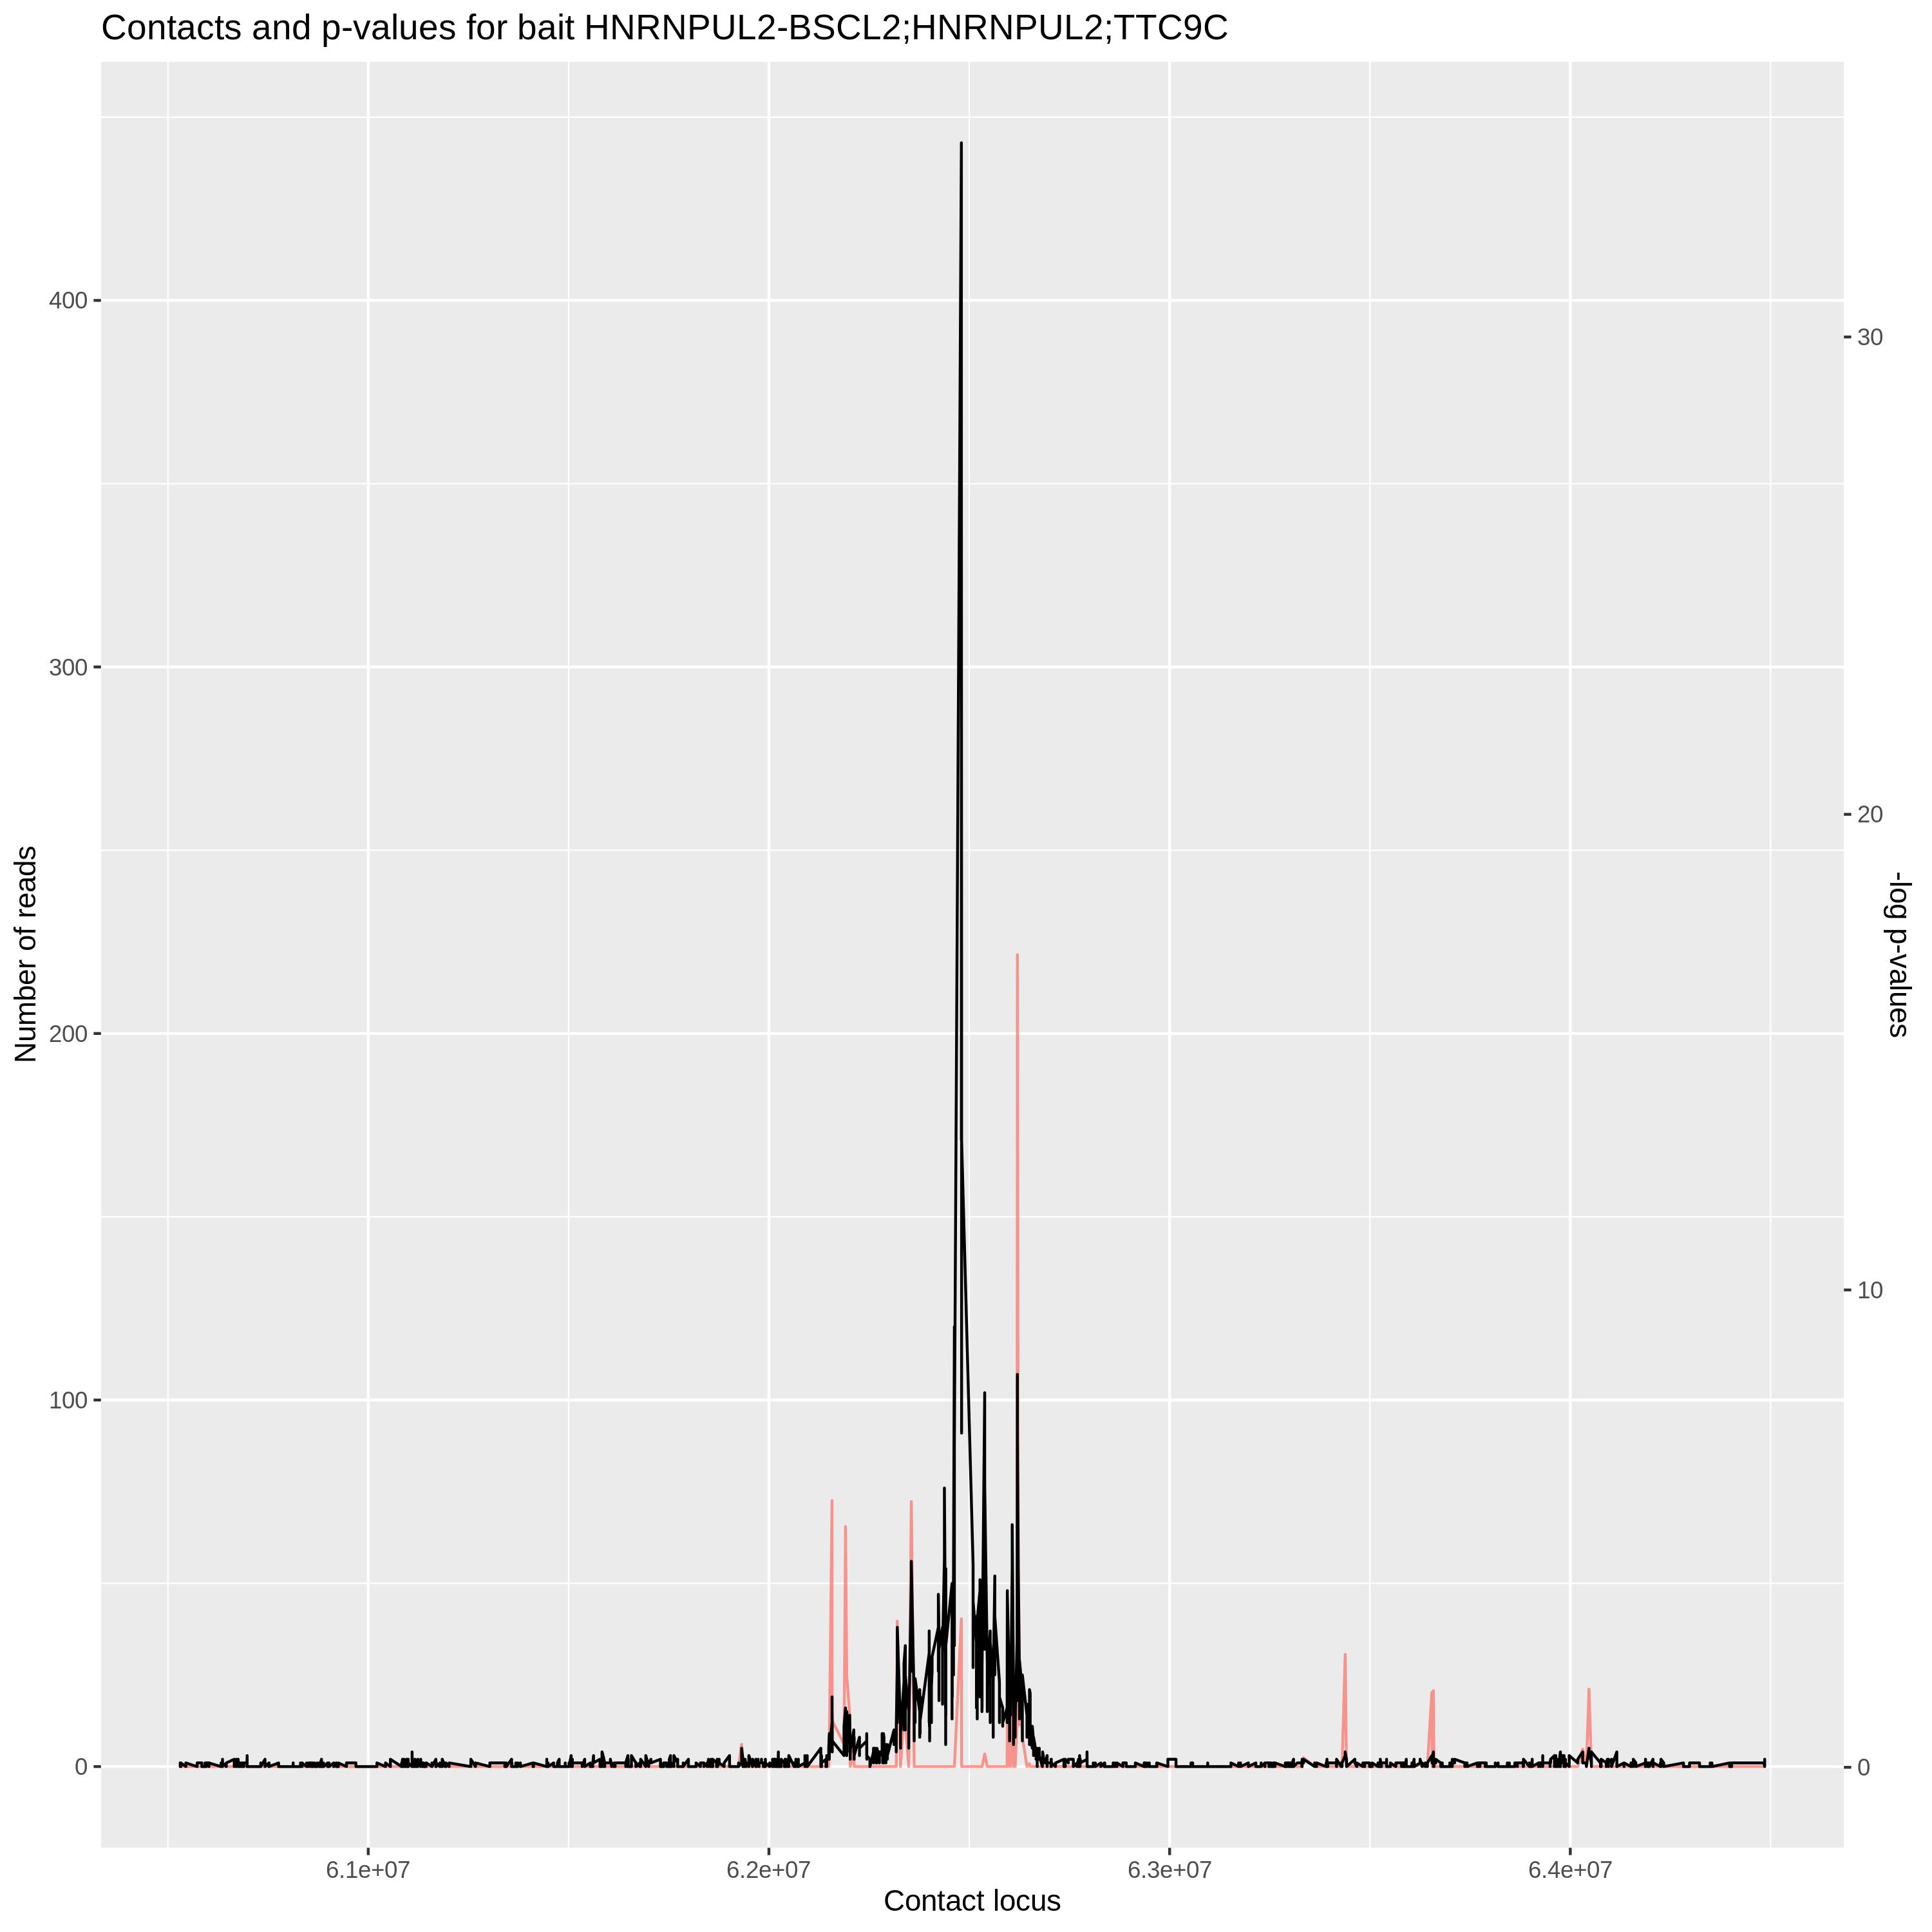 Contacts and p-values for bait HNRNPUL2-BSCL2;HNRNPUL2;TTC9C
Number of reads
400
300
200
100
0
30
20
10
0
-log p-values
6.1e+07
6.2e+07
6.3e+07
6.4e+07
Contact locus